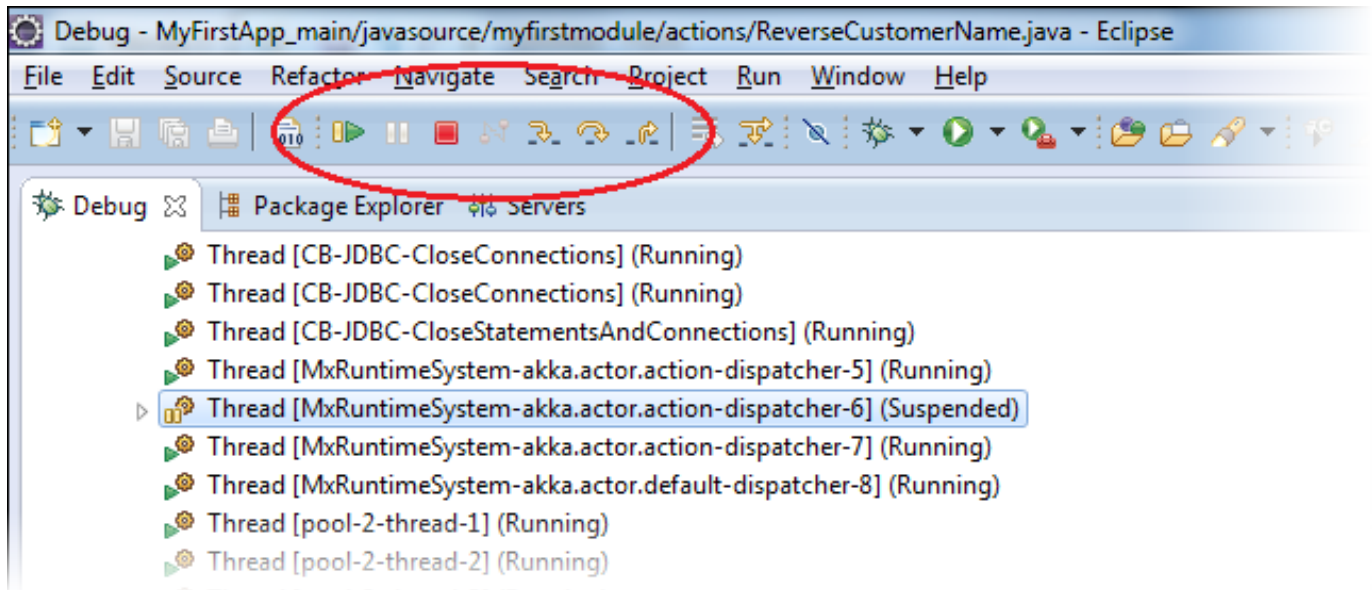 Debug - MyFirstApp_main/javasource/myfirstmodule/actions/ReverseCustomerName.java - Eclipse
File Edit Source Refactor Navigate Search Project Run Window Help
010
Debug Package Explorer Servers
Thread [CB-JDBC-CloseConnections] (Running)
Thread [CB-JDBC-CloseConnections] (Running)
Thread [CB-JDBC-CloseStatementsAndConnections] (Running)
Thread [MxRuntimeSystem-akka.actor.action-dispatcher-5] (Running)
Thread [MxRuntimeSystem-akka.actor.action-dispatcher-6] (Suspended)
Thread [MxRuntimeSystem-akka.actor.action-dispatcher-7] (Running)
Thread [MxRuntimeSystem-akka.actor.default-dispatcher-8] (Running)
Thread [pool-2-thread-1] (Running)
Thread [pool-2-thread-2] (Running)